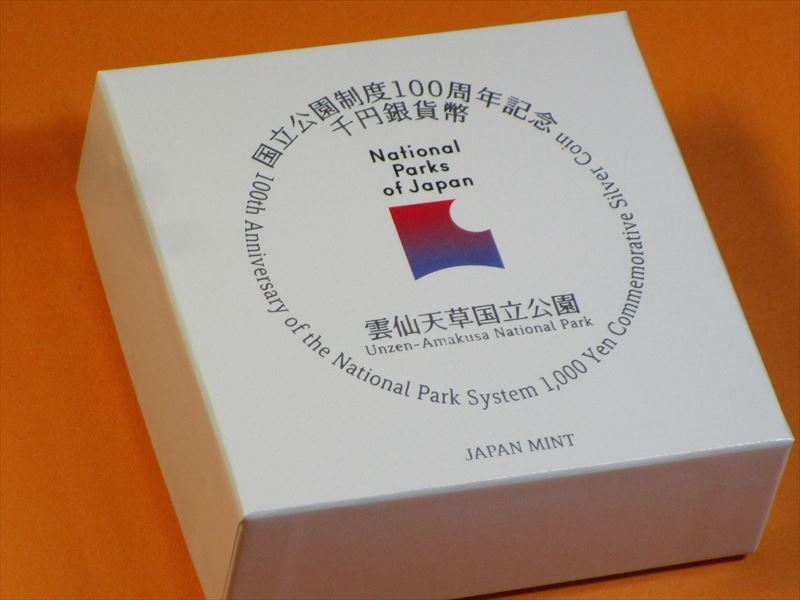 国立公園制度100周年記念
千円銀貨幣
National
Parks
of Japan
雲仙天草国立公園
Unzen-Amakusa National Park
100th Anniversary of the National Park System 1,000 Yen Commemorative Silver Coin
JAPAN MINT